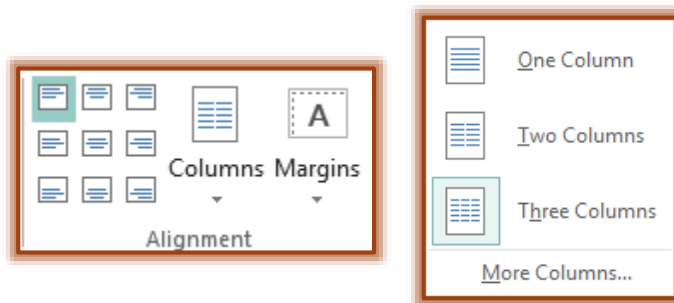 A
Columns Margins
Alignment
One Column
Two Columns
Three Columns
More Columns...